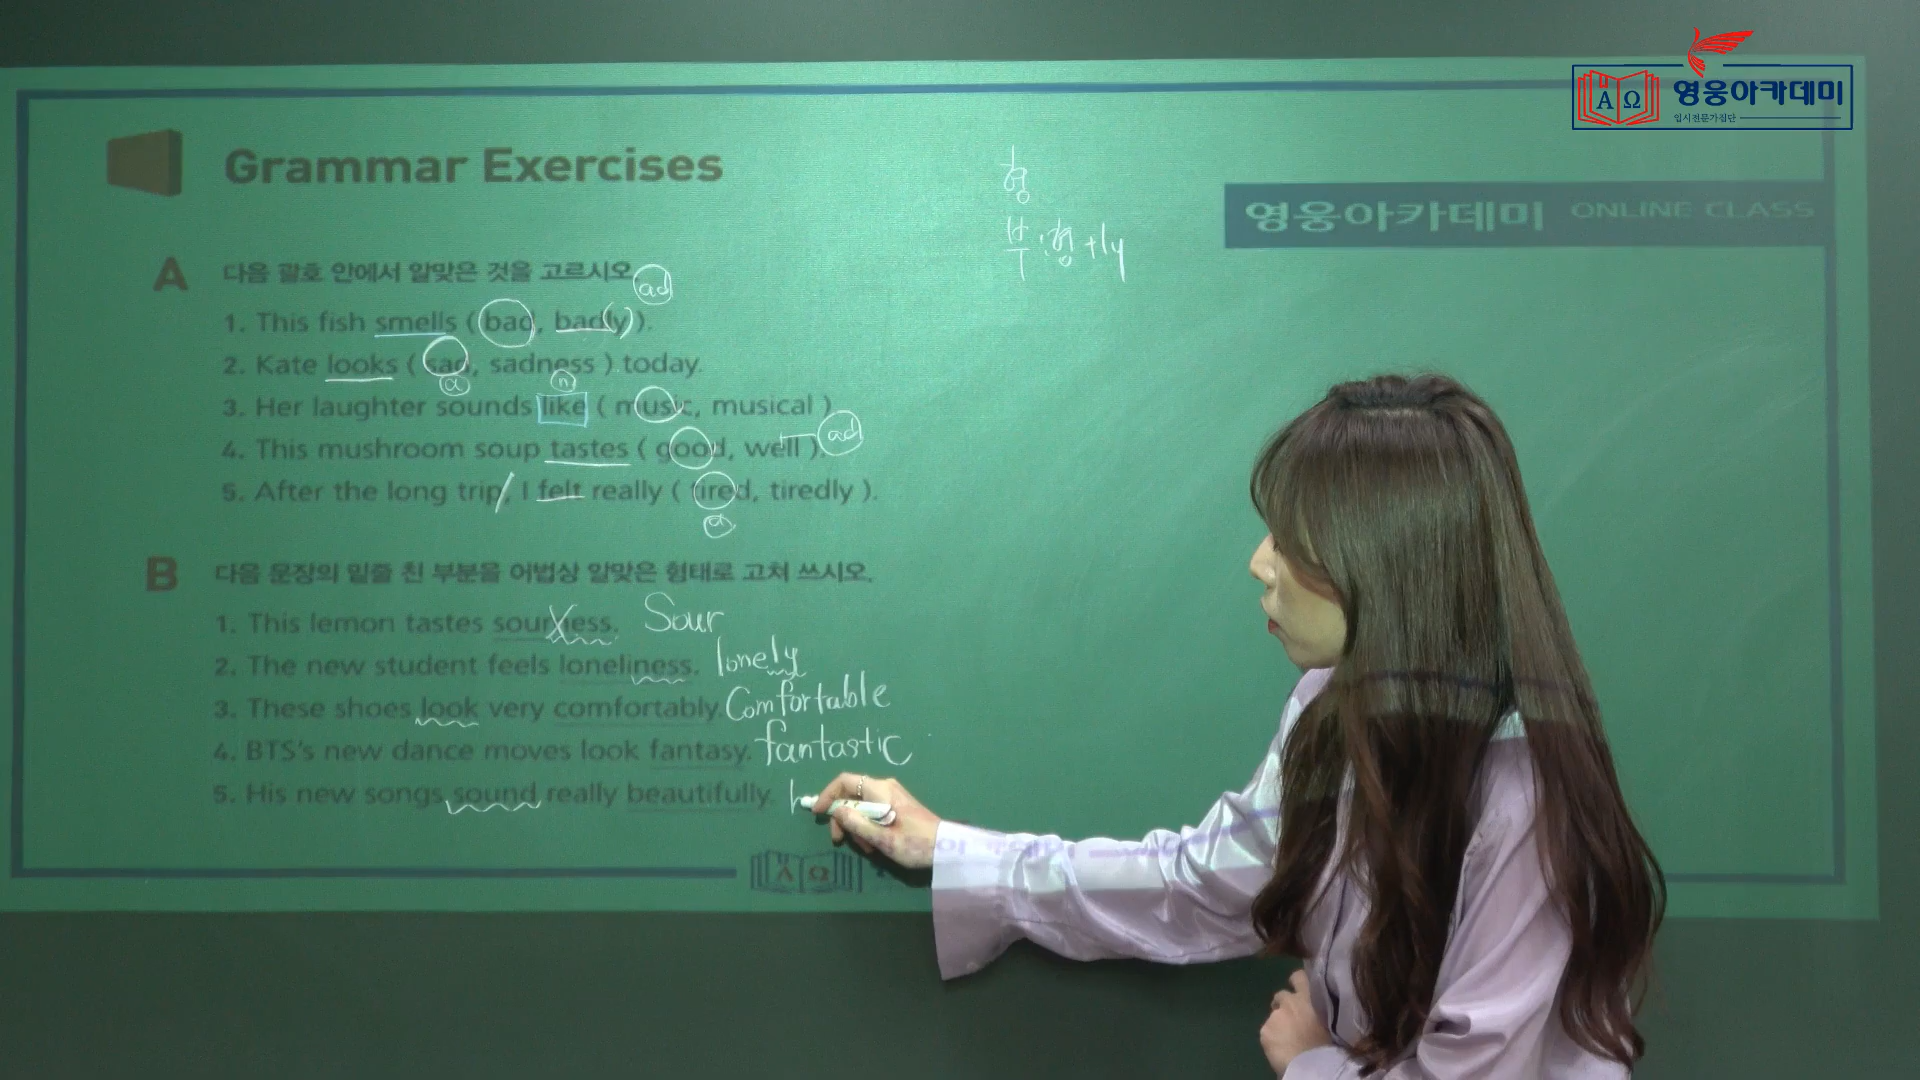 영웅아카데미
입시전문가집단
Grammar Exercises
영웅아카데미 ONLINE CLASS
형
부:형+ly
A 다음 괄호 안에서 알맞은 것을 고르시오.
ad
1. This fish smells ( bad, badly ).
2. Kate looks ( sad, sadness ) today.
a n
3. Her laughter sounds like ( music, musical ).
4. This mushroom soup tastes ( good, well ). ad
5. After the long trip, I felt really ( tired, tiredly ).
a
B 다음 문장의 밑줄 친 부분을 어법상 알맞은 형태로 고쳐 쓰시오.
1. This lemon tastes sourness. Sour
2. The new student feels loneliness. lonely
3. These shoes look very comfortably. Comfortable
4. BTS's new dance moves look fantasy. fantastic
5. His new songs sound really beautifully.
Α Ω